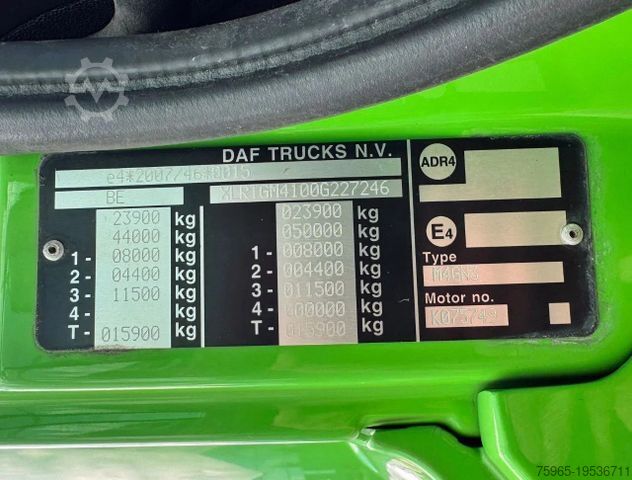 DAF TRUCKS N.V.
e4*2007/46*0015
BE XLR1GM4100G227246
23900 kg 023900 kg
44000 kg 050000 kg
1- 08000 kg 1- 008000 kg
2- 04400 kg 2- 004400 kg
3- 11500 kg 3- 011500 kg
4- kg 4- 000000 kg
T- 015900 kg T- 015900 kg
ADR4
E4
Type
M4GN3
Motor no.
K075749
75965-19536711